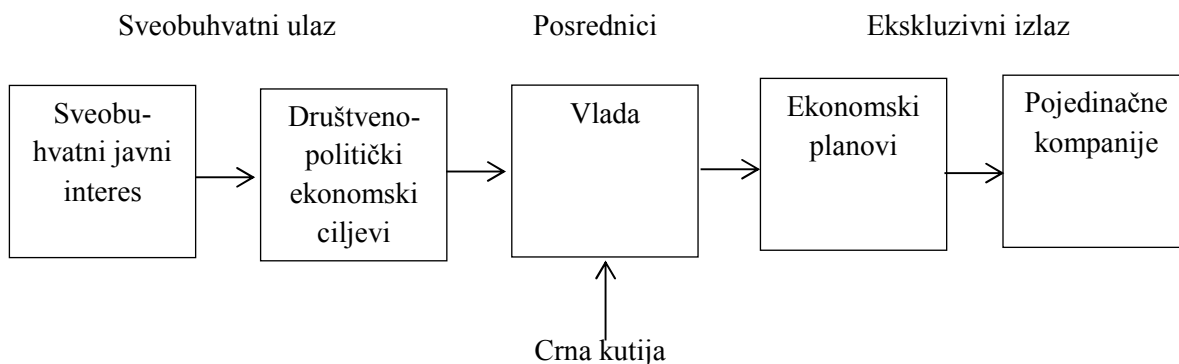 Sveobuhvatni ulaz
Posrednici
Ekskluzivni izlaz
Sveobu-
hvatni javni
interes
Društveno-
politički
ekonomski
ciljevi
Vlada
Ekonomski
planovi
Pojedinačne
kompanije
Crna kutija